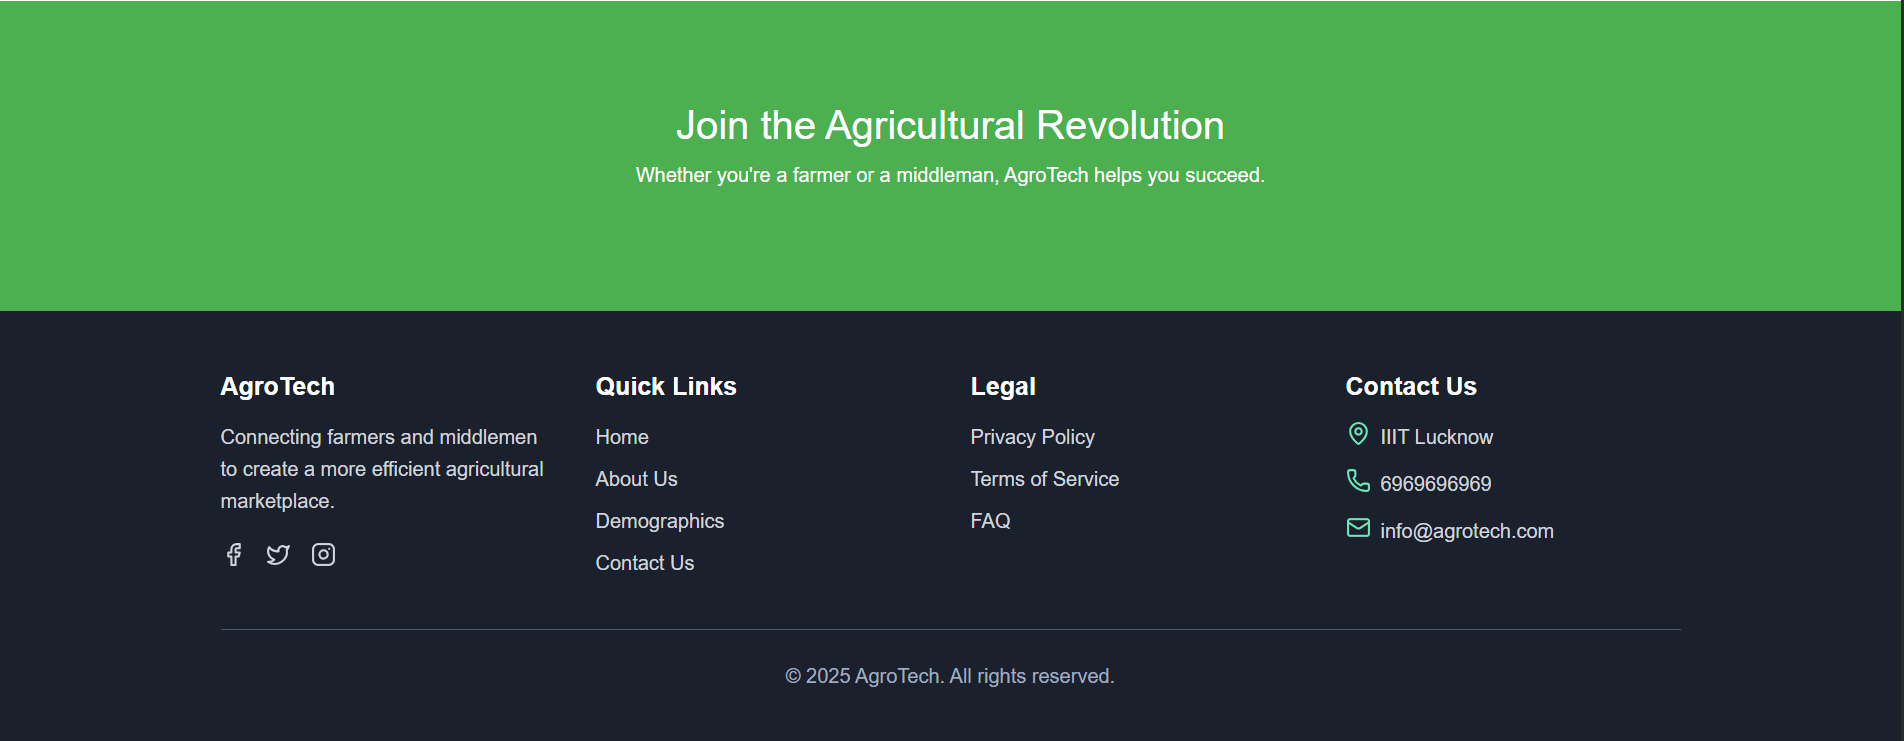 Join the Agricultural Revolution
Whether you're a farmer or a middleman, AgroTech helps you succeed.
AgroTech
Connecting farmers and middlemen
to create a more efficient agricultural
marketplace.
Quick Links
Home
About Us
Demographics
Contact Us
Legal
Privacy Policy
Terms of Service
FAQ
Contact Us
IIIT Lucknow
6969696969
info@agrotech.com
© 2025 AgroTech. All rights reserved.